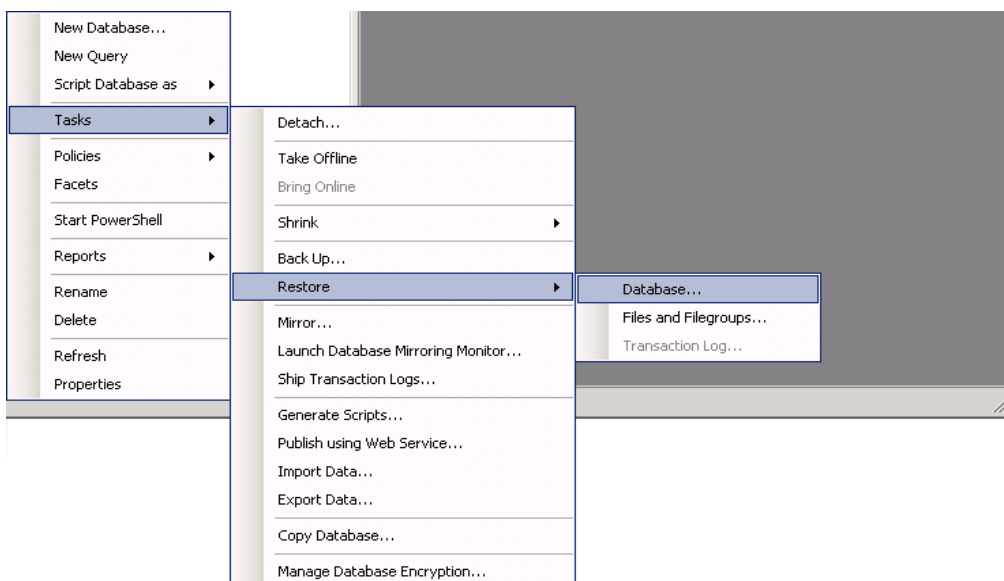 New Database...
New Query
Script Database as
Tasks
Policies
Facets
Start PowerShell
Reports
Rename
Delete
Refresh
Properties
Detach...
Take Offline
Bring Online
Shrink
Back Up...
Restore
Mirror...
Launch Database Mirroring Monitor...
Ship Transaction Logs...
Generate Scripts...
Publish using Web Service...
Import Data...
Export Data...
Copy Database...
Manage Database Encryption...
Database...
Files and Filegroups...
Transaction Log...